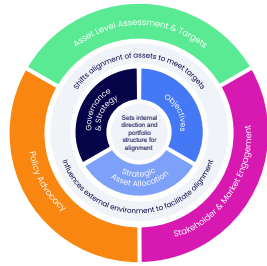 Asset Level Assessment & Targets
Shifts alignment of assets to meet targets
Governance
& Strategy
Objectives
Sets internal
direction and
portfolio
structure for
alignment
Strategic
Asset Allocation
Influences external environment to facilitate alignment
Policy Advocacy
Stakeholder & Market Engagement